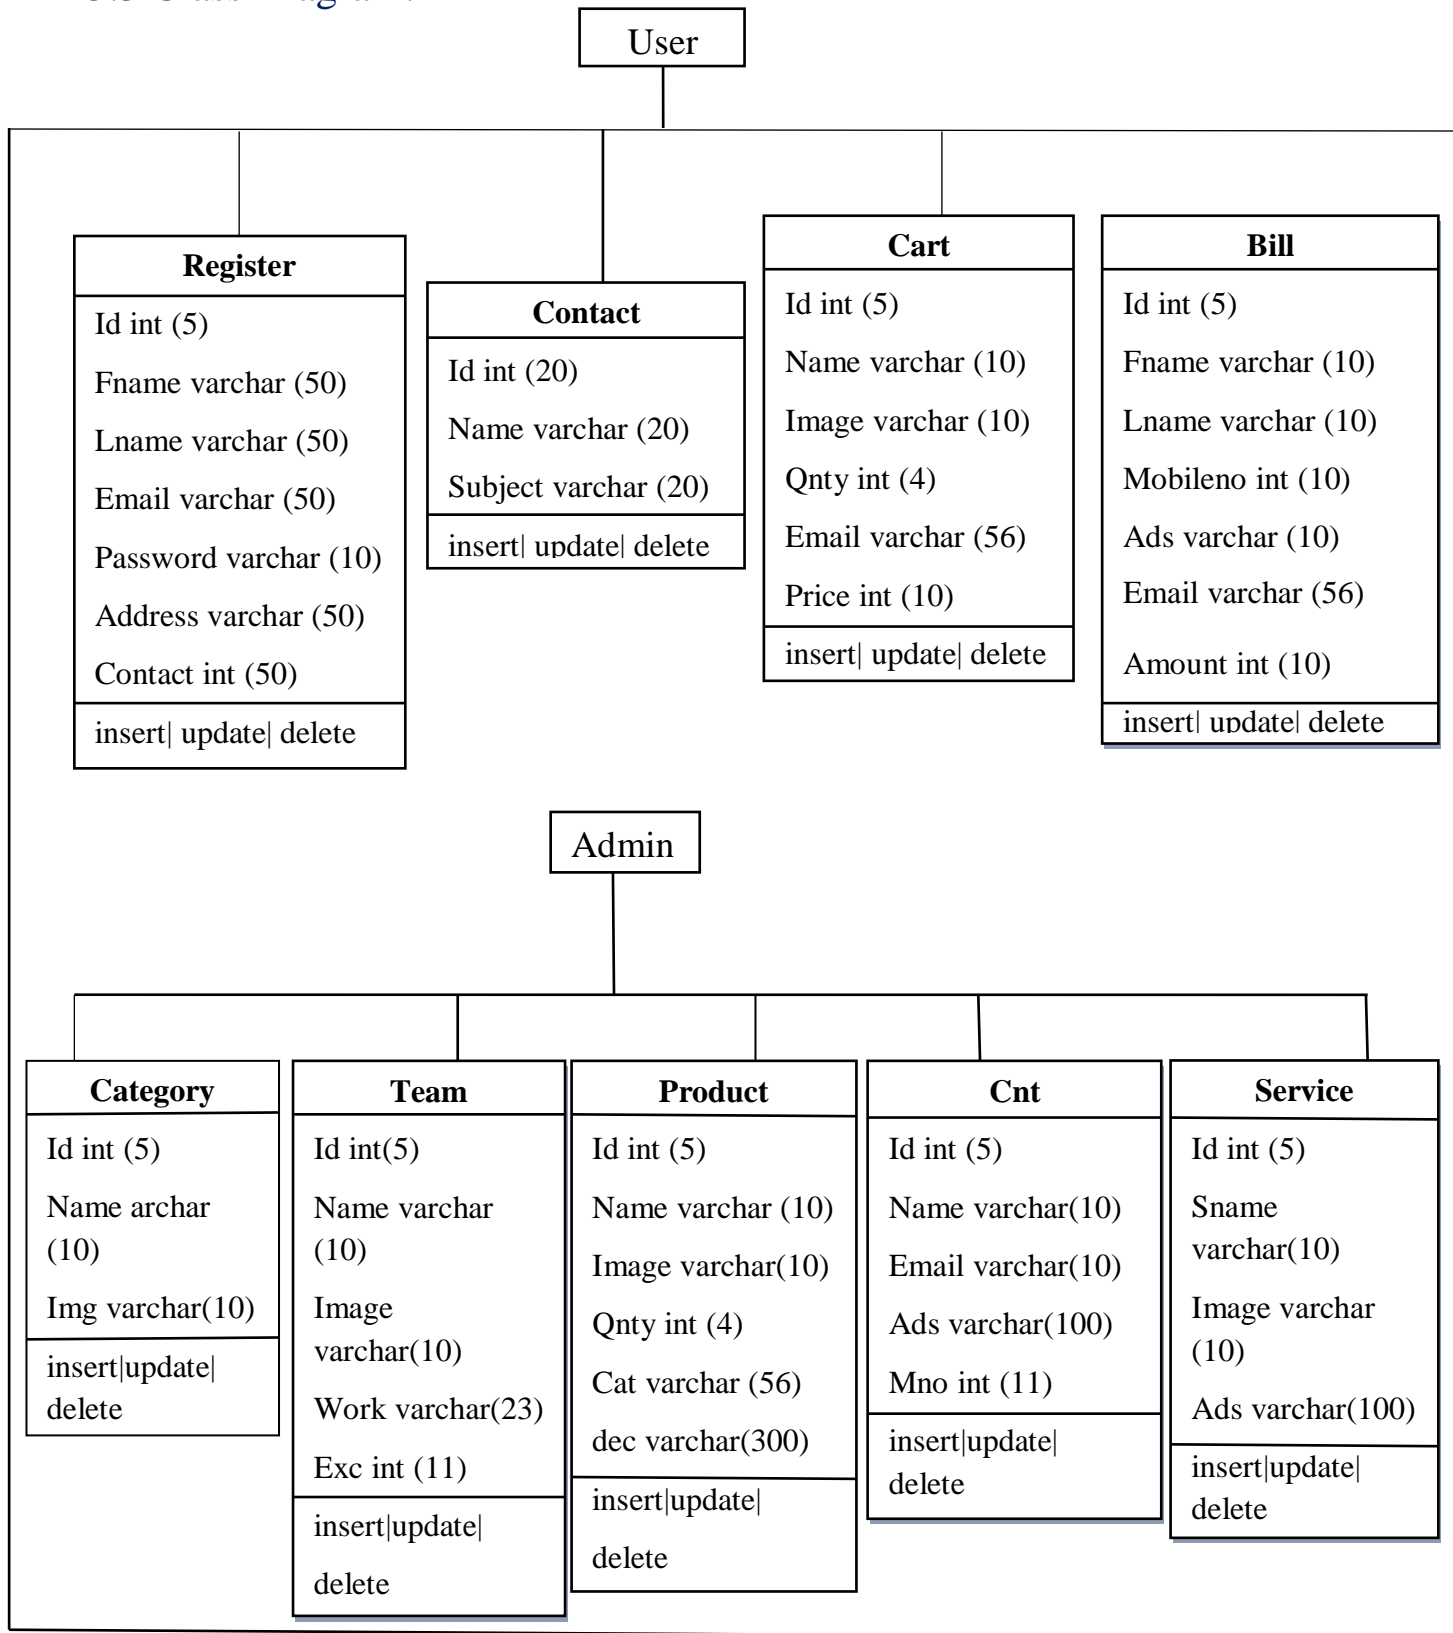 User
Register
Id int (5)
Fname varchar (50)
Lname varchar (50)
Email varchar (50)
Password varchar (10)
Address varchar (50)
Contact int (50)
insert| update| delete
Contact
Id int (20)
Name varchar (20)
Subject varchar (20)
insert| update| delete
Cart
Id int (5)
Name varchar (10)
Image varchar (10)
Qnty int (4)
Email varchar (56)
Price int (10)
insert| update| delete
Bill
Id int (5)
Fname varchar (10)
Lname varchar (10)
Mobileno int (10)
Ads varchar (10)
Email varchar (56)
Amount int (10)
insert| update| delete
Admin
Category
Id int (5)
Name archar
(10)
Img varchar(10)
insert|update|
delete
Team
Id int(5)
Name varchar
(10)
Image
varchar(10)
Work varchar(23)
Exc int (11)
insert|update|
delete
Product
Id int (5)
Name varchar (10)
Image varchar(10)
Qnty int (4)
Cat varchar (56)
dec varchar(300)
insert|update|
delete
Cnt
Id int (5)
Name varchar(10)
Email varchar(10)
Ads varchar(100)
Mno int (11)
insert|update|
delete
Service
Id int (5)
Sname
varchar(10)
Image varchar
(10)
Ads varchar(100)
insert|update|
delete